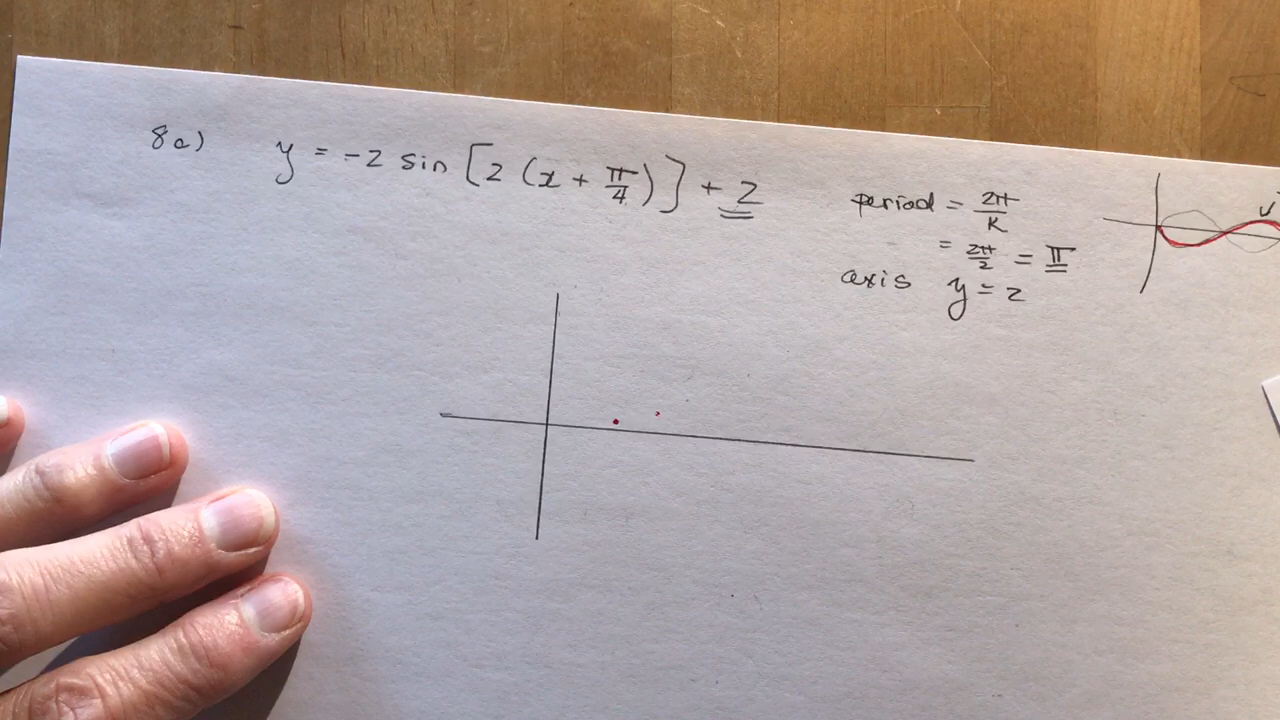 8a) y = -2 sin [2 (x + π/4)] + 2
period = 2π/K
= 2π/2 = π
axis y = 2